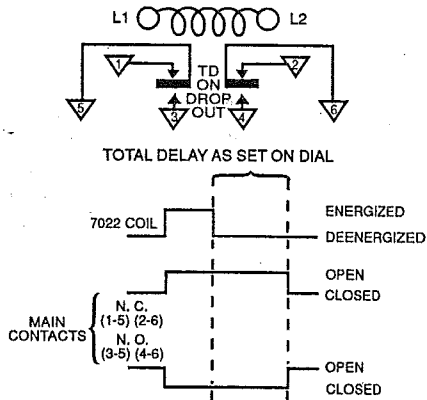 L1 L2
1 2
TD
ON
DROP
OUT
5 3 4 6
TOTAL DELAY AS SET ON DIAL
7022 COIL
ENERGIZED
DEENERGIZED
OPEN
CLOSED
MAIN
CONTACTS
N. C.
(1-5) (2-6)
N. O.
(3-5) (4-6)
OPEN
CLOSED